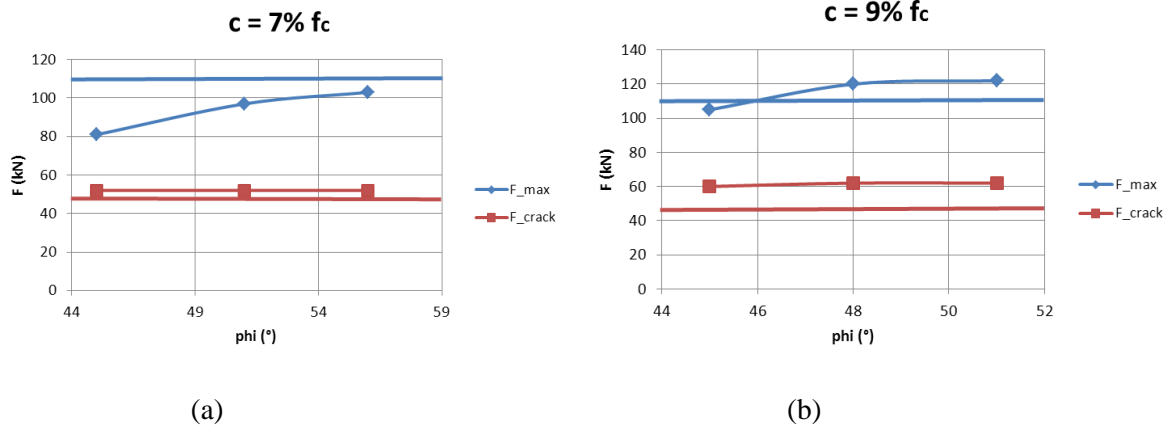 c = 7% fc
120
100
80
60
40
20
0
F (kN)
44 49 54 59
phi (°)
F_max
F_crack
(a)
c = 9% fc
140
120
100
80
60
40
20
0
F (kN)
44 46 48 50 52
phi (°)
F_max
F_crack
(b)